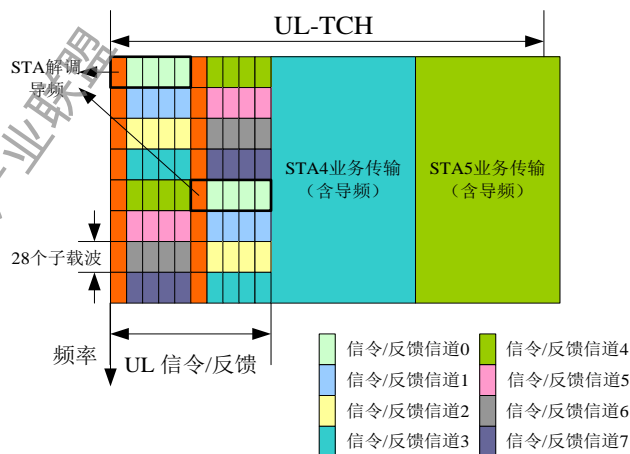 UL-TCH
STA解调
导频
STA4业务传输
(含导频)
STA5业务传输
(含导频)
28个子载波
频率
UL 信令/反馈
信令/反馈信道0
信令/反馈信道4
信令/反馈信道1
信令/反馈信道5
信令/反馈信道2
信令/反馈信道6
信令/反馈信道3
信令/反馈信道7
业联盟